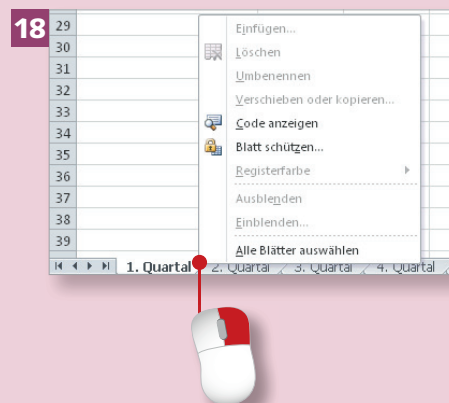 18
29
30
31
32
33
34
35
36
37
38
39
Einfügen...
Löschen
Umbenennen
Verschieben oder kopieren...
Code anzeigen
Blatt schützen...
Registerfarbe
Ausblenden
Einblenden...
Alle Blätter auswählen
1. Quartal 2. Quartal 3. Quartal 4. Quartal